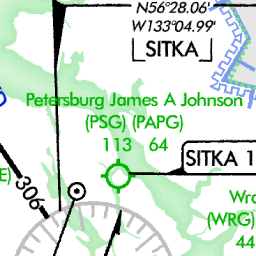 N56°28.06'
W133°04.99'
SITKA
Petersburg James A Johnson
(PSG) (PAPG)
113 64
SITKA 1
E)
306
Wra
(WRG)
44